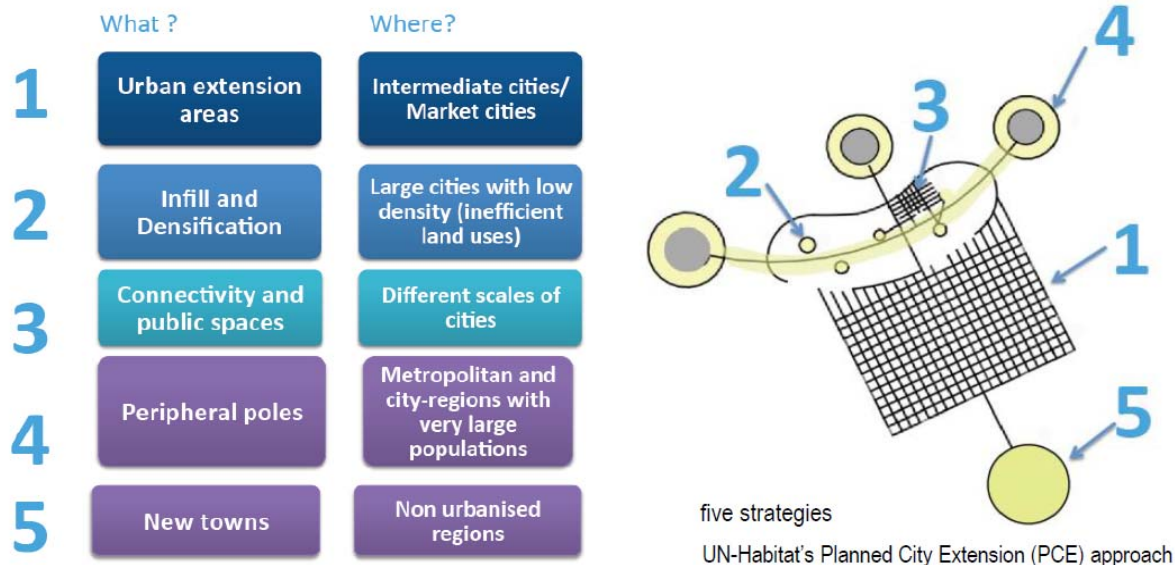 What ?
Where?
1
Urban extension
areas
Intermediate cities/
Market cities
2
Infill and
Densification
Large cities with low
density (inefficient
land uses)
3
Connectivity and
public spaces
Different scales of
cities
4
Peripheral poles
Metropolitan and
city-regions with
very large
populations
5
New towns
Non urbanised
regions
4
3
2
1
5
five strategies
UN-Habitat's Planned City Extension (PCE) approach